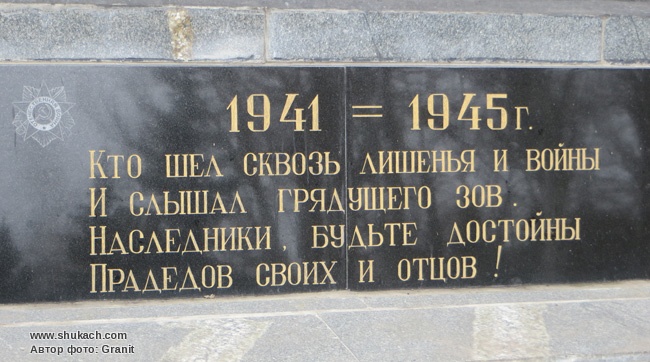 1941 = 1945 г.
Кто шел сквозь лишенья и войны
И слышал грядущего зов.
Наследники, будьте достойны
Прадедов своих и отцов!
www.shukach.com
Автор фото: Granit